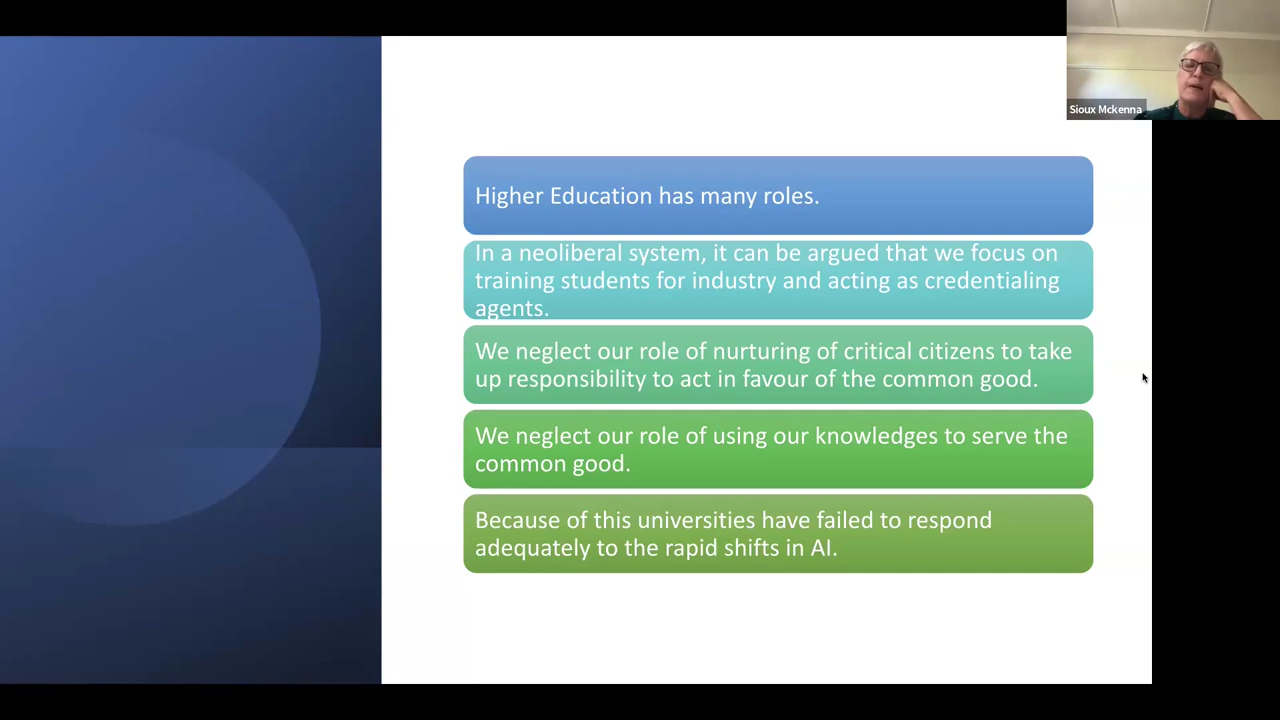 Sioux Mckenna
Higher Education has many roles.
In a neoliberal system, it can be argued that we focus on
training students for industry and acting as credentialing
agents.
We neglect our role of nurturing of critical citizens to take
up responsibility to act in favour of the common good.
We neglect our role of using our knowledges to serve the
common good.
Because of this universities have failed to respond
adequately to the rapid shifts in AI.